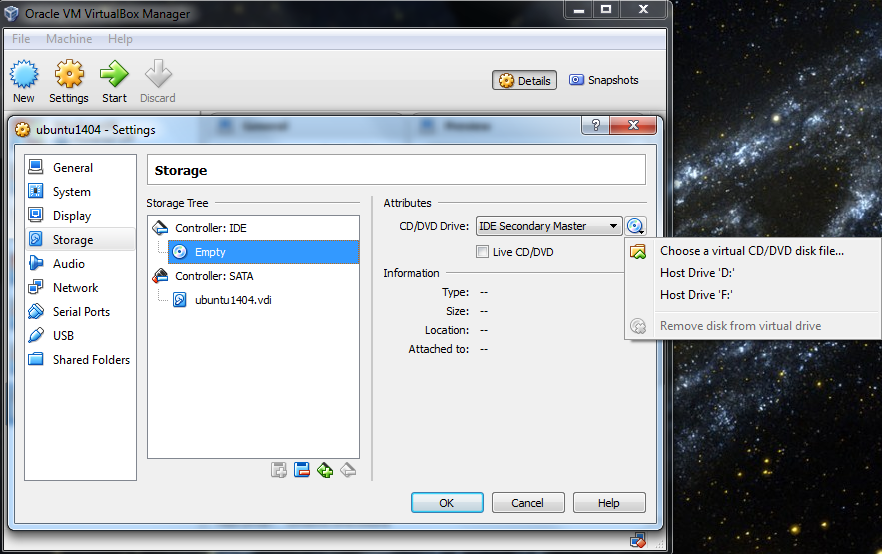 Oracle VM VirtualBox Manager
File Machine Help
New Settings Start Discard
Details Snapshots
General Preview
ubuntu1404 - Settings
General
System
Display
Storage
Audio
Network
Serial Ports
USB
Shared Folders
Storage
Storage Tree
Controller: IDE
Empty
Controller: SATA
ubuntu1404.vdi
Attributes
CD/DVD Drive: IDE Secondary Master
Live CD/DVD
Information
Type: --
Size: --
Location: --
Attached to: --
Choose a virtual CD/DVD disk file...
Host Drive 'D:'
Host Drive 'F:'
Remove disk from virtual drive
OK Cancel Help